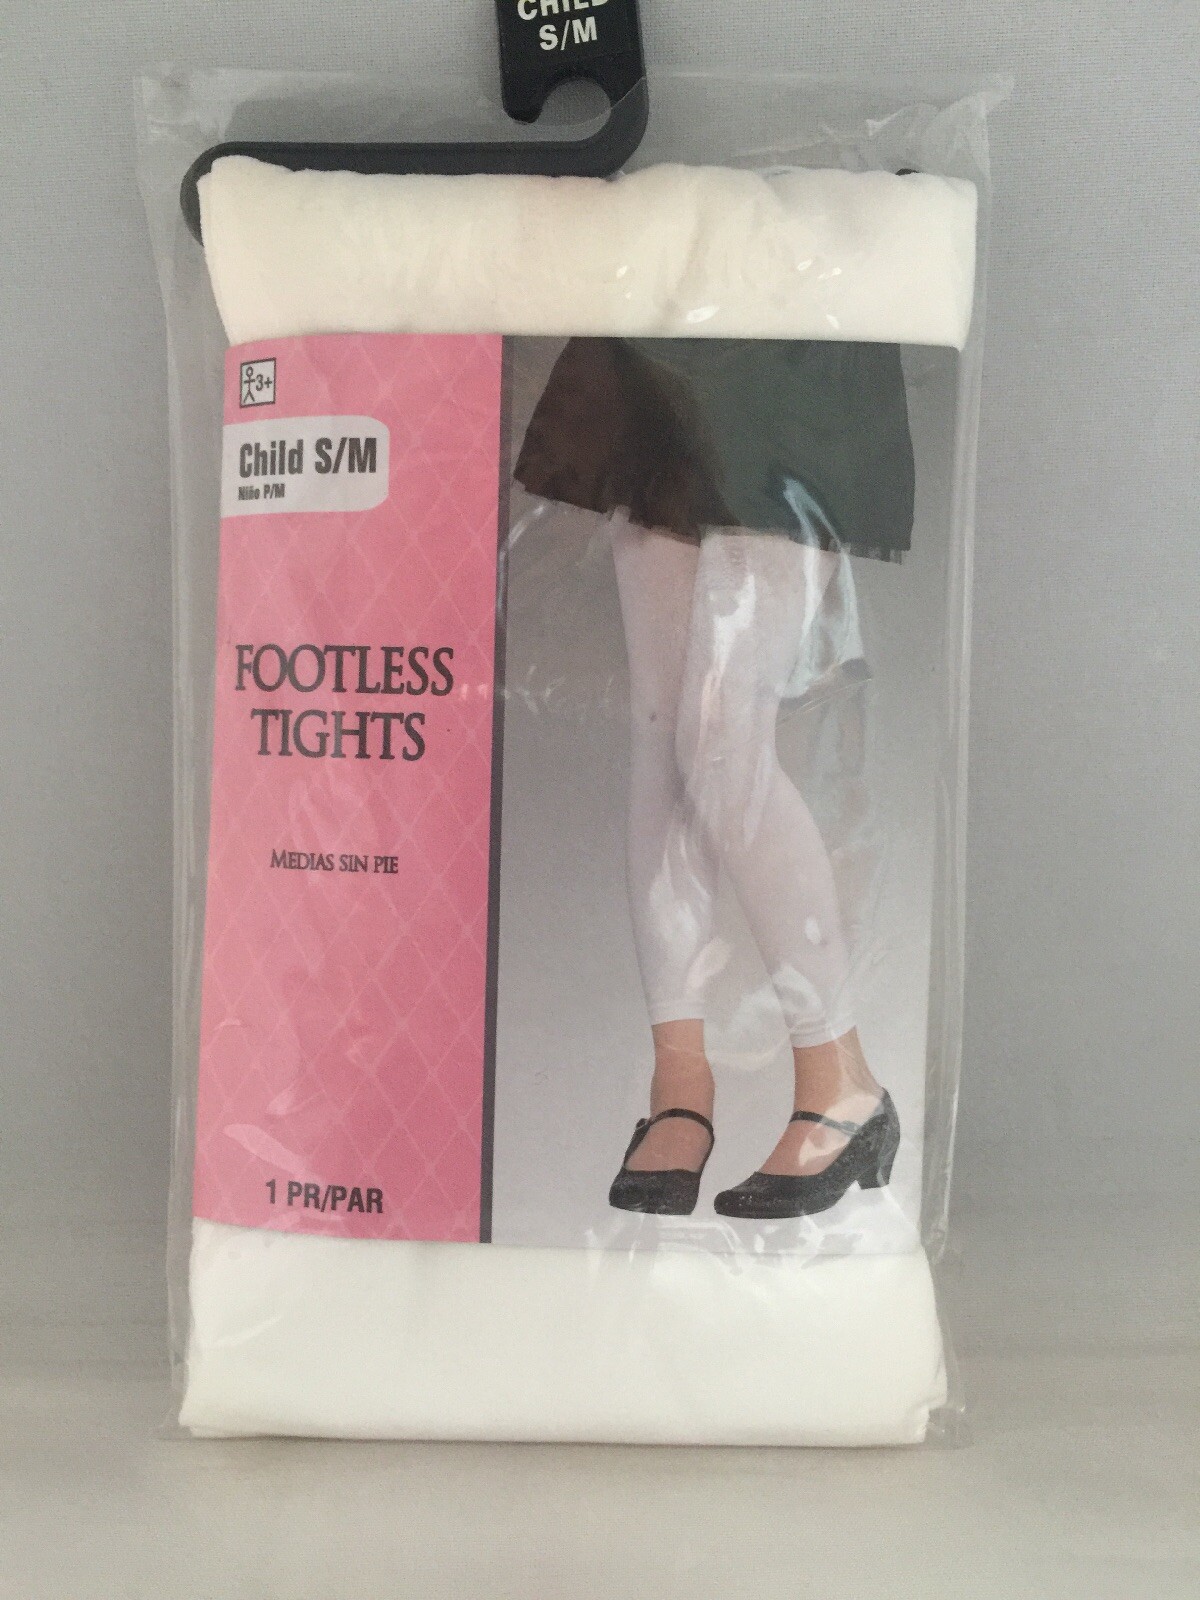 CHILD
S/M
3+
Child S/M
Niño P/M
FOOTLESS
TIGHTS
MEDIAS SIN PIE
1 PR/PAR